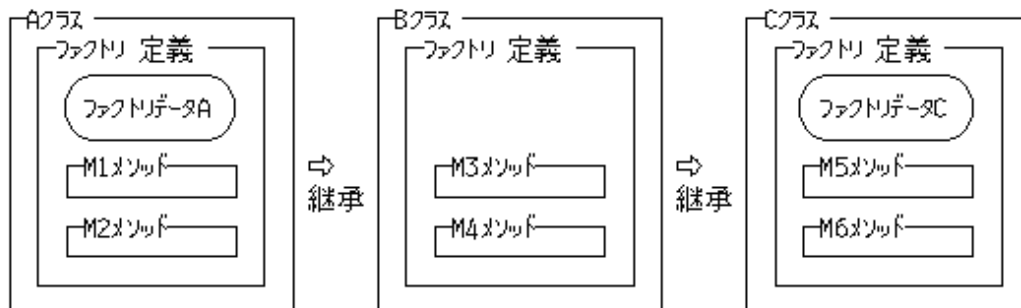 Aクラス
ファクトリ 定義
ファクトリデータA
M1メソッド
M2メソッド
⇨
継承
Bクラス
ファクトリ 定義
M3メソッド
M4メソッド
⇨
継承
Cクラス
ファクトリ 定義
ファクトリデータC
M5メソッド
M6メソッド